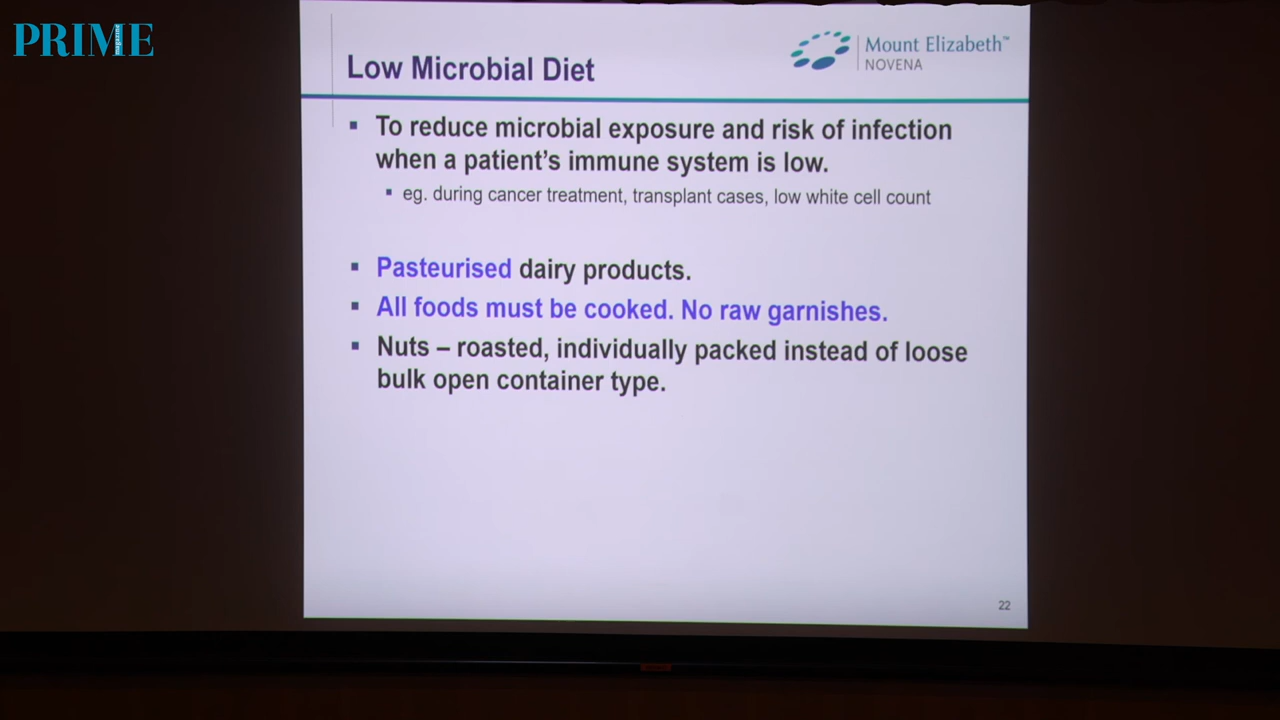 PRIME
magazine
Low Microbial Diet
Mount Elizabeth™
NOVENA
▪ To reduce microbial exposure and risk of infection
when a patient's immune system is low.
▪ eg. during cancer treatment, transplant cases, low white cell count
▪ Pasteurised dairy products.
▪ All foods must be cooked. No raw garnishes.
▪ Nuts – roasted, individually packed instead of loose
bulk open container type.
22